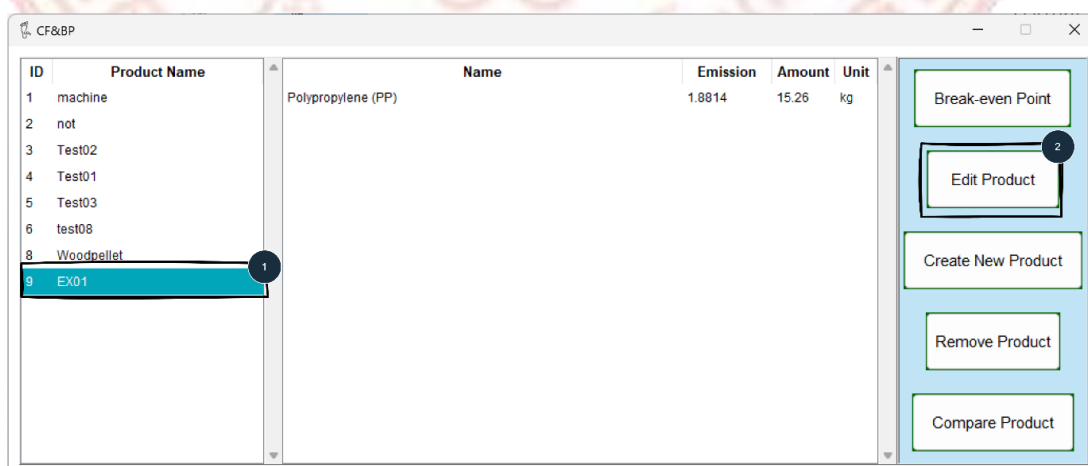 CF&BP
ID Product Name Name Emission Amount Unit
1 machine Polypropylene (PP) 1.8814 15.26 kg
2 not
3 Test02
4 Test01
5 Test03
6 test08
8 Woodpellet
9 EX01
1
Break-even Point
2
Edit Product
Create New Product
Remove Product
Compare Product